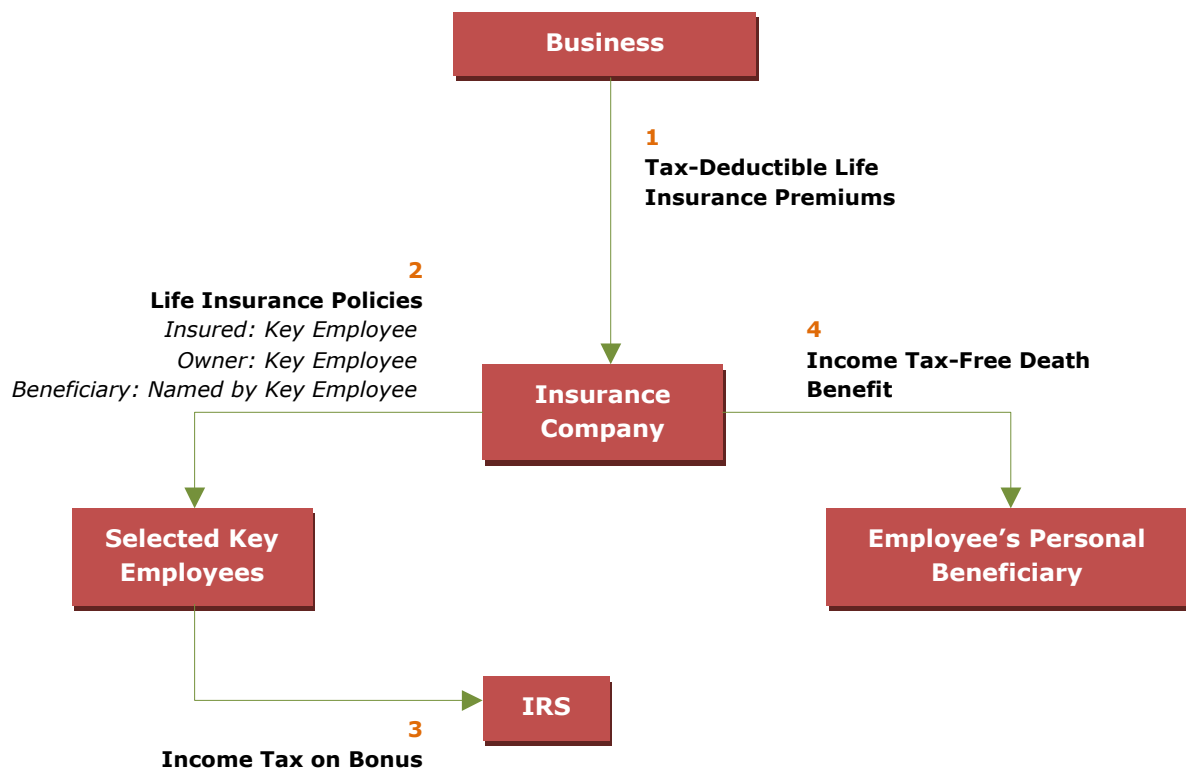 Business
1
Tax-Deductible Life
Insurance Premiums
2
Life Insurance Policies
Insured: Key Employee
Owner: Key Employee
Beneficiary: Named by Key Employee
4
Income Tax-Free Death
Benefit
Insurance
Company
Selected Key
Employees
Employee’s Personal
Beneficiary
IRS
3
Income Tax on Bonus